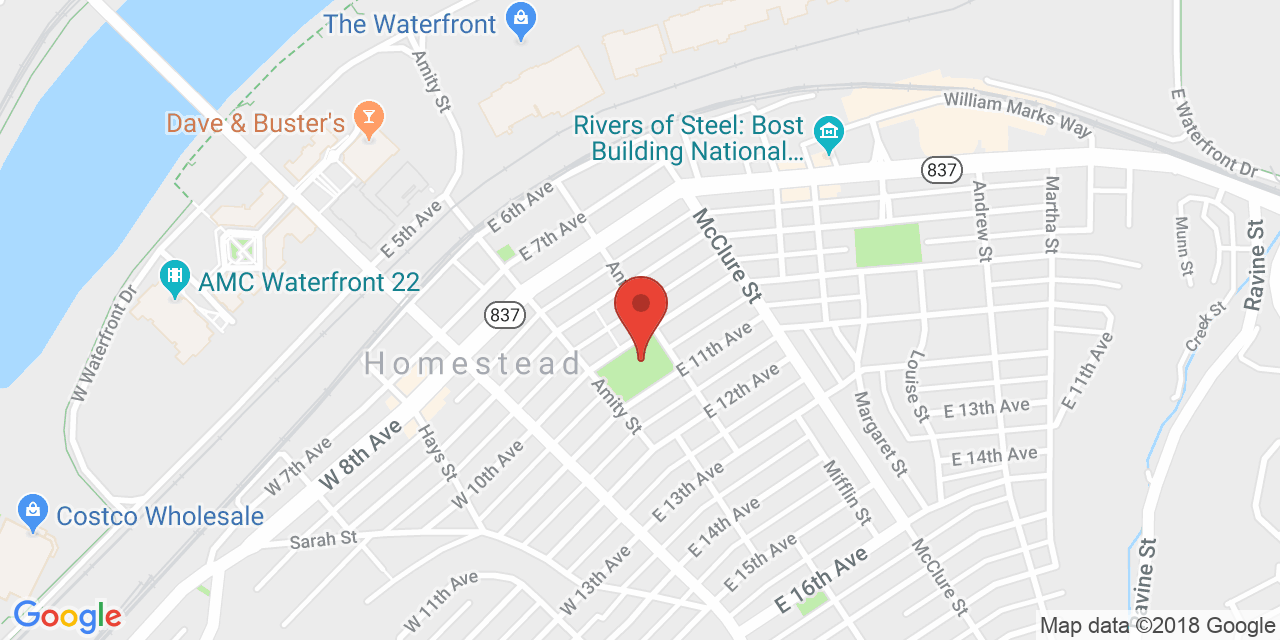 The Waterfront
Amity St
Dave & Buster's
William Marks Way
E Waterfront Dr
Rivers of Steel: Bost
Building National...
837
E 6th Ave
E 7th Ave
E 5th Ave
McClure St
Andrew St
Martha St
Munn St
Ravine St
AMC Waterfront 22
W Waterfront Dr
837
Creek St
Homestead
E 11th Ave
E 11th Ave
Louise St
Amity St
E 12th Ave
Margaret St
E 13th Ave
W 8th Ave
Hays St
W 7th Ave
W 10th Ave
E 14th Ave
E 13th Ave
Mifflin St
Costco Wholesale
Sarah St
E 14th Ave
E 15th Ave
E 16th Ave
McClure St
W 13th Ave
W 11th Ave
Ravine St
Google
Map data ©2018 Google